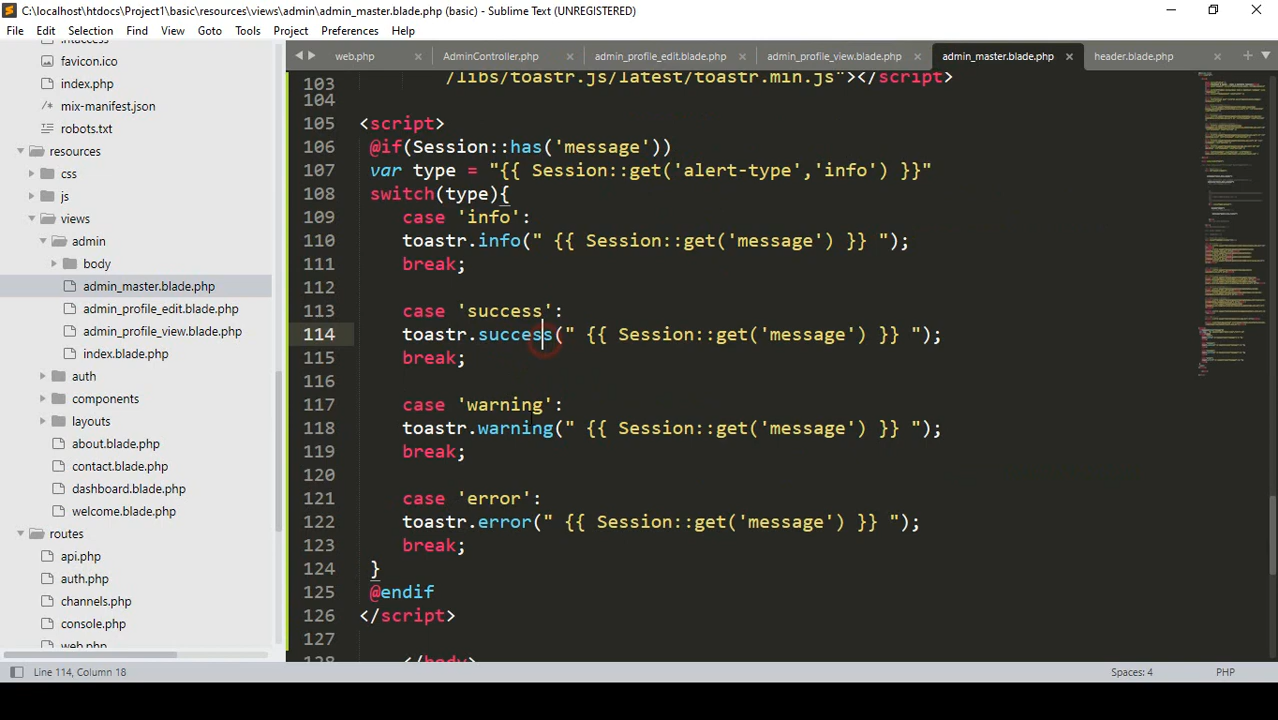 C:\localhost\htdocs\Project1\basic\resources\views\admin\admin_master.blade.php (basic) - Sublime Text (UNREGISTERED)
File Edit Selection Find View Goto Tools Project Preferences Help
web.php AdminController.php admin_profile_edit.blade.php admin_profile_view.blade.php admin_master.blade.php header.blade.php
favicon.ico
index.php
mix-manifest.json
robots.txt
resources
css
js
views
admin
body
admin_master.blade.php
admin_profile_edit.blade.php
admin_profile_view.blade.php
index.blade.php
auth
components
layouts
about.blade.php
contact.blade.php
dashboard.blade.php
welcome.blade.php
routes
api.php
auth.php
channels.php
console.php
web.php
103 /libs/toastr.js/latest/toastr.min.js"></script>
104
105 <script>
106 @if(Session::has('message'))
107 var type = "{{ Session::get('alert-type','info') }}"
108 switch(type){
109 case 'info':
110 toastr.info(" {{ Session::get('message') }} ");
111 break;
112
113 case 'success':
114 toastr.success(" {{ Session::get('message') }} ");
115 break;
116
117 case 'warning':
118 toastr.warning(" {{ Session::get('message') }} ");
119 break;
120
121 case 'error':
122 toastr.error(" {{ Session::get('message') }} ");
123 break;
124 }
125 @endif
126 </script>
127
128 </body>
Line 114, Column 18 Spaces: 4 PHP